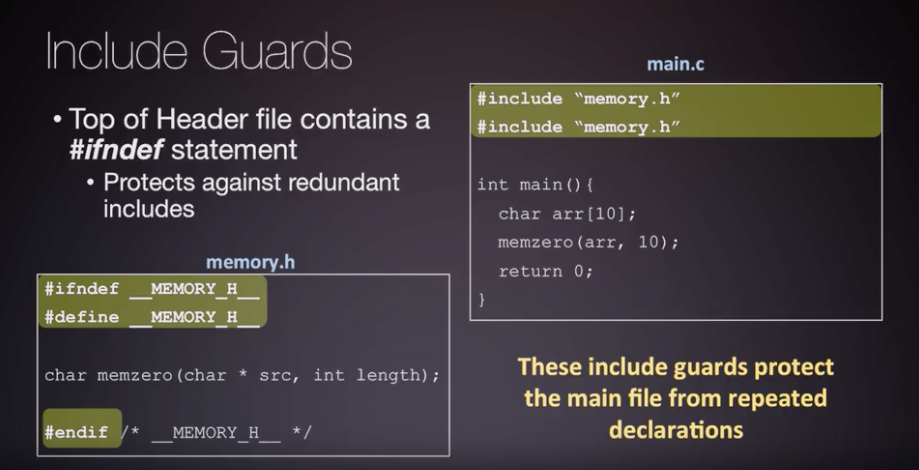 Include Guards
• Top of Header file contains a
#ifndef statement
• Protects against redundant
includes
memory.h
#ifndef __MEMORY_H__
#define __MEMORY_H__
char memzero(char * src, int length);
#endif /* __MEMORY_H__ */
main.c
#include “memory.h”
#include “memory.h”
int main(){
char arr[10];
memzero(arr, 10);
return 0;
}
These include guards protect
the main file from repeated
declarations